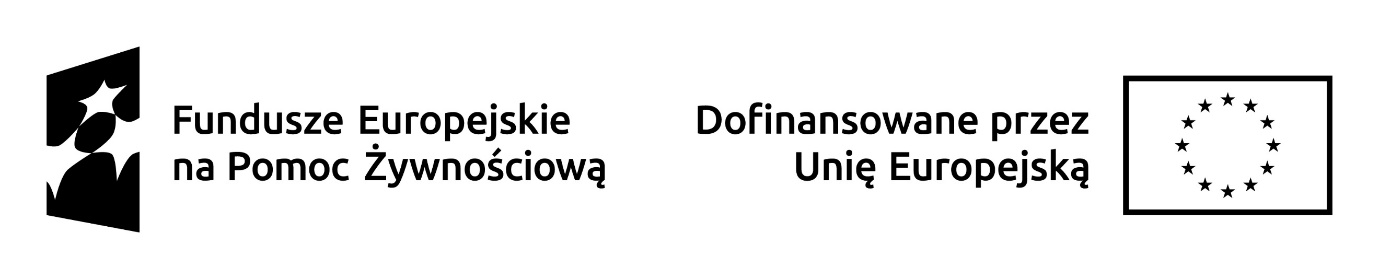 Fundusze Europejskie
na Pomoc Żywnościową
Dofinansowane przez
Unię Europejską